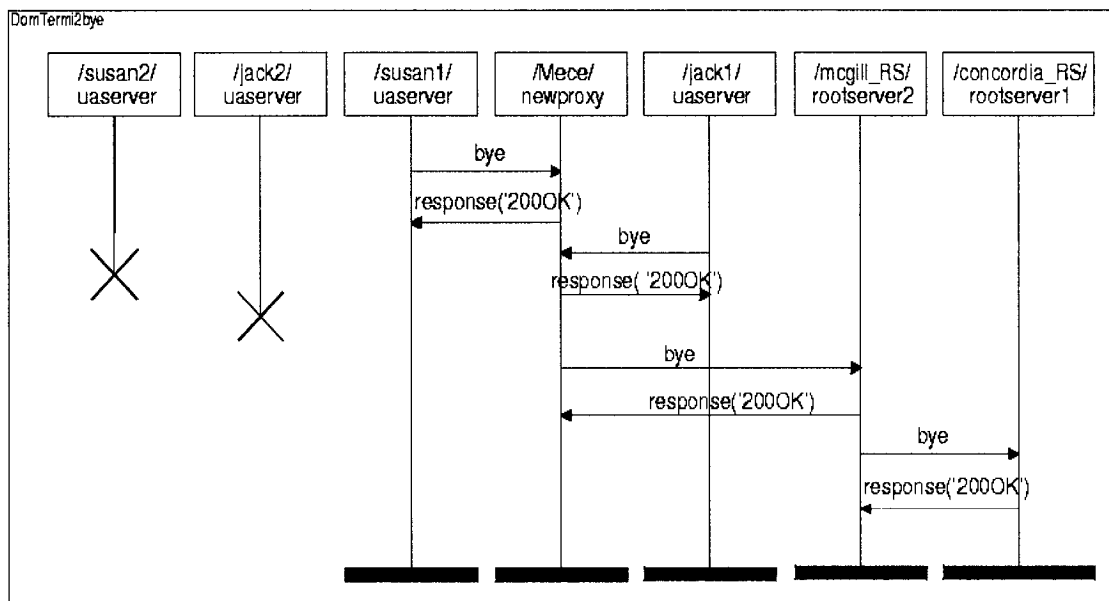 DomTermi2bye
/susan2/
uaserver
/jack2/
uaserver
/susan1/
uaserver
/Mece/
newproxy
/jack1/
uaserver
/mcgill_RS/
rootserver2
/concordia_RS/
rootserver1
bye
response('200OK')
bye
response( '200OK')
bye
response('200OK')
bye
response('200OK')